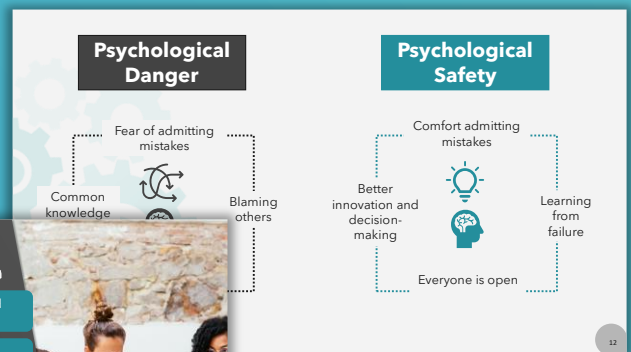 Psychological
Danger
Fear of admitting
mistakes
Common
knowledge
Blaming
others
Psychological
Safety
Comfort admitting
mistakes
Better
innovation and
decision-
making
Learning
from
failure
Everyone is open
12